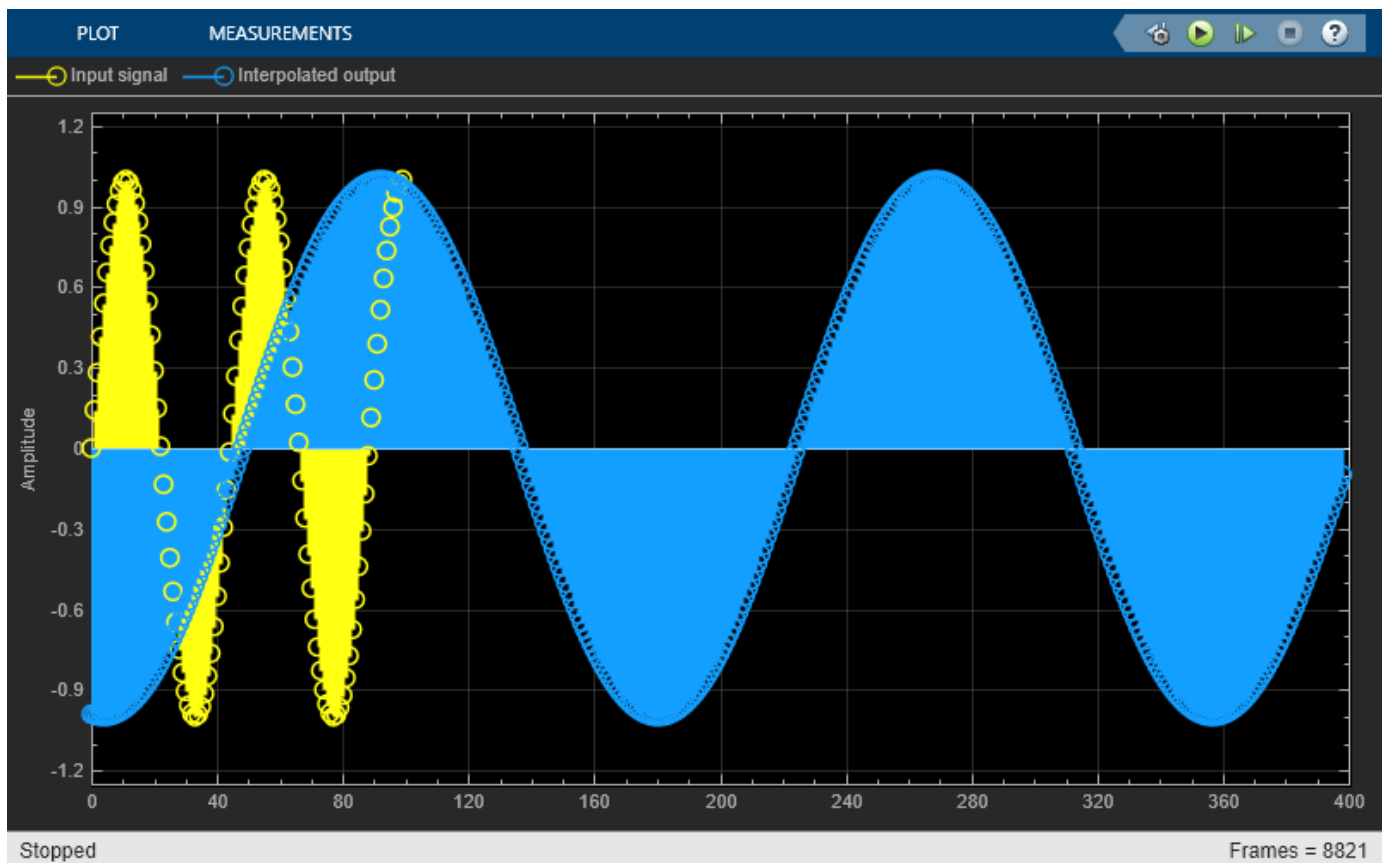 PLOT MEASUREMENTS ?
Input signal Interpolated output
1.2
0.9
0.6
0.3
0
-0.3
-0.6
-0.9
-1.2
Amplitude
0 40 80 120 160 200 240 280 320 360 400
Stopped Frames = 8821